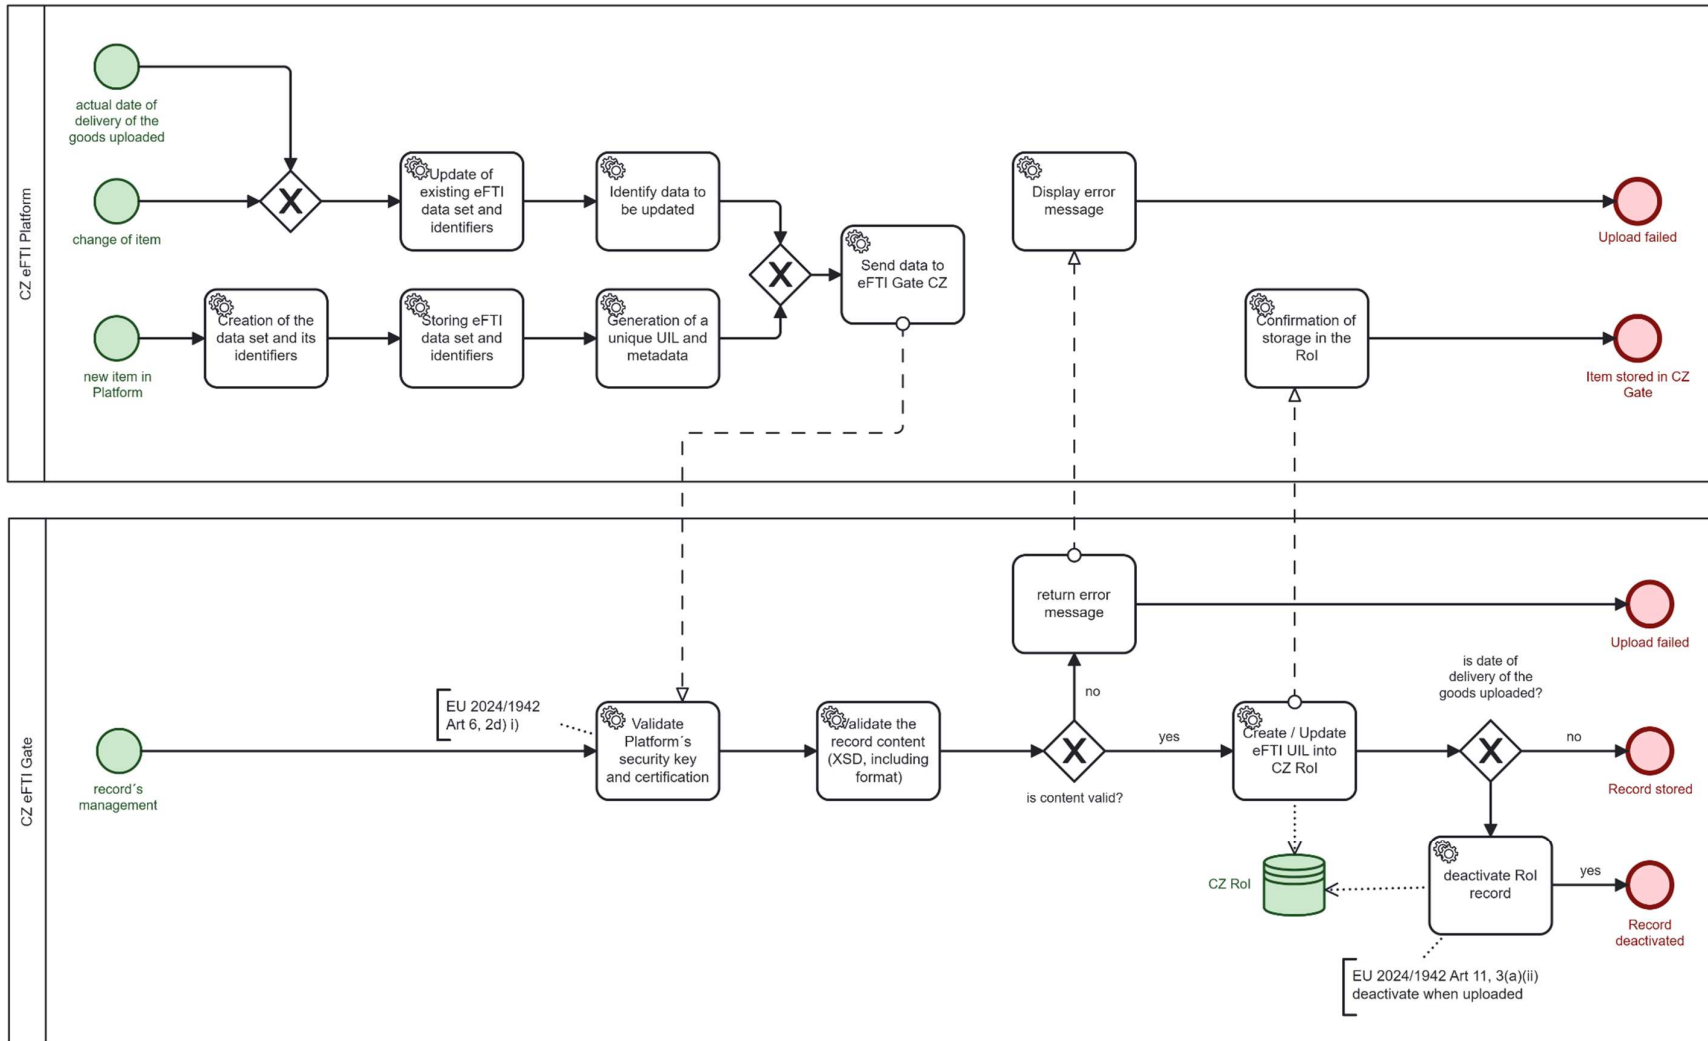 CZ eFTI Platform
actual date of
delivery of the
goods uploaded
change of item
Update of
existing eFTI
data set and
identifiers
Identify data to
be updated
Send data to
eFTI Gate CZ
Display error
message
Upload failed
new item in
Platform
Creation of the
data set and its
identifiers
Storing eFTI
data set and
identifiers
Generation of a
unique UIL and
metadata
Confirmation of
storage in the
RoI
Item stored in CZ
Gate
CZ eFTI Gate
record´s
management
EU 2024/1942
Art 6, 2d) i)
Validate
Platform´s
security key
and certification
Validate the
record content
(XSD, including
format)
return error
message
no
is content valid?
yes
Upload failed
Create / Update
eFTI UIL into
CZ RoI
is date of
delivery of the
goods uploaded?
no
Record stored
CZ RoI
deactivate RoI
record
yes
Record
deactivated
EU 2024/1942 Art 11, 3(a)(ii)
deactivate when uploaded